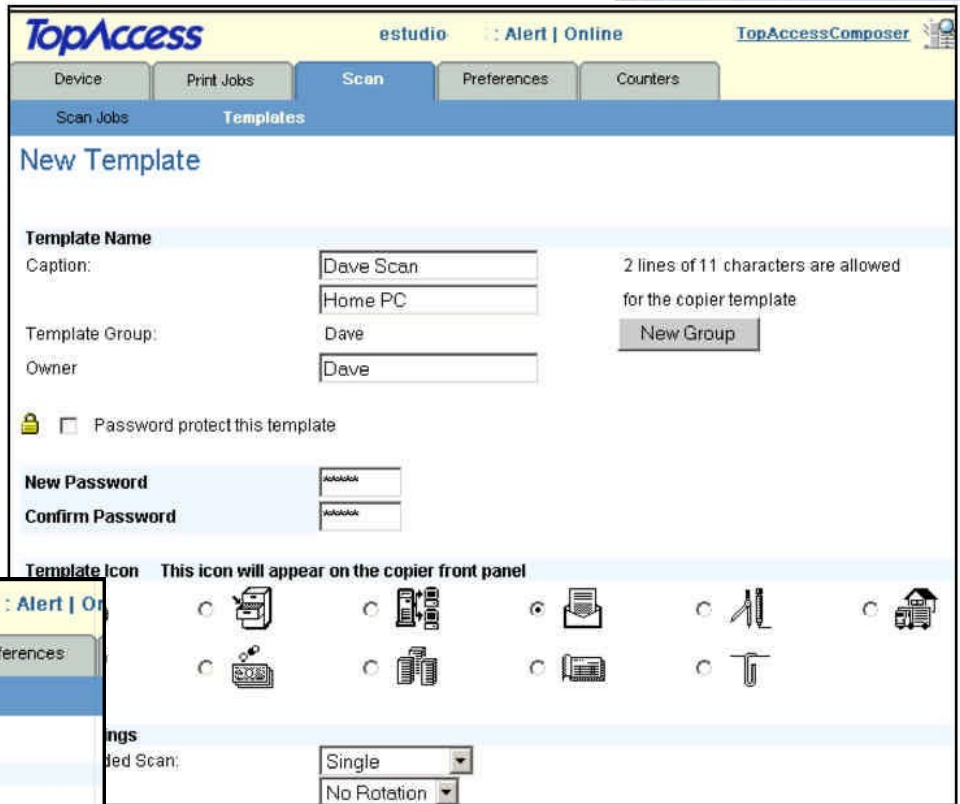 TopAccess estudio : Alert | Online TopAccessComposer
Device Print Jobs Scan Preferences Counters
Scan Jobs Templates
New Template
Template Name
Caption: Dave Scan 2 lines of 11 characters are allowed
Home PC for the copier template
Template Group: Dave New Group
Owner Dave
Password protect this template
New Password *****
Confirm Password *****
Template Icon This icon will appear on the copier front panel
: Alert | On
ferences
ings
ded Scan: Single
No Rotation